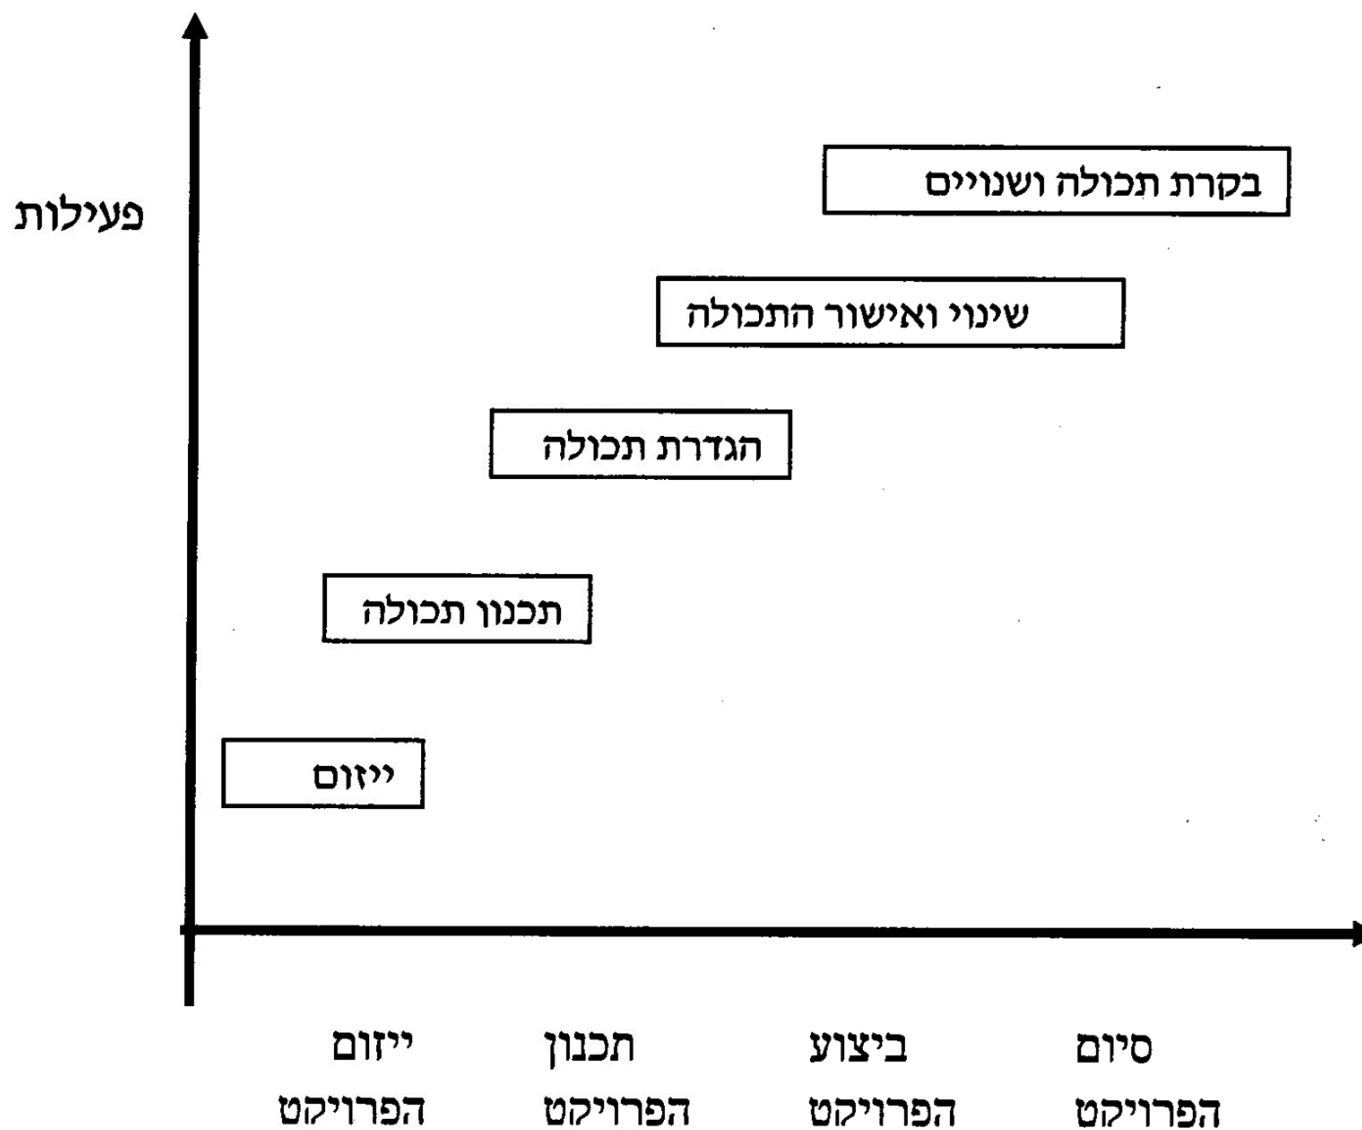 בקרת תכולה ושנויים
פעילות
שינוי ואישור התכולה
הגדרת תכולה
תכנון תכולה
ייזום
ייזום הפרויקט
תכנון הפרויקט
ביצוע הפרויקט
סיום הפרויקט